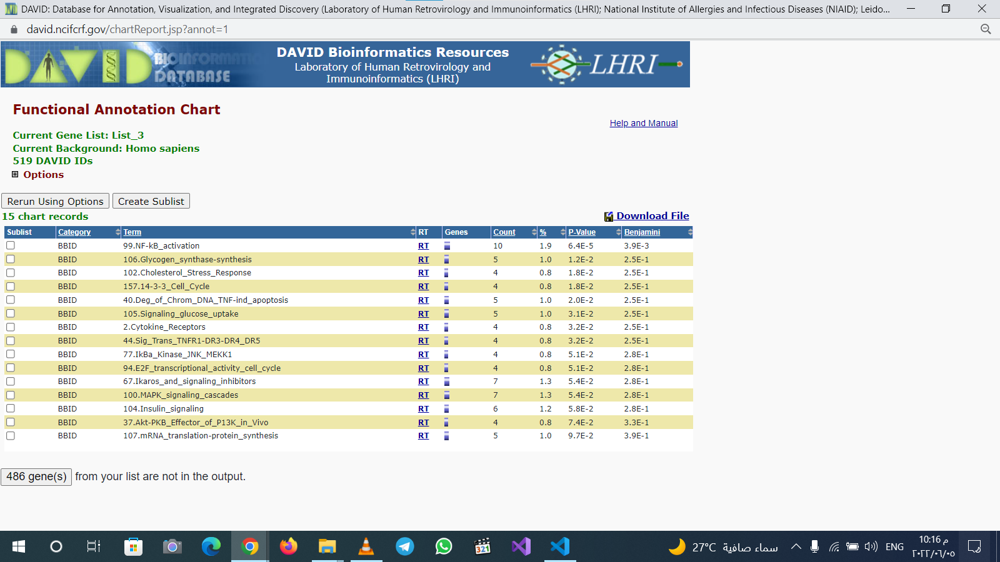 DAVID: Database for Annotation, Visualization, and Integrated Discovery (Laboratory of Human Retrovirology and Immunoinformatics (LHRI); National Institute of Allergies and Infectious Diseases (NIAID); Leido...
david.ncifcrf.gov/chartReport.jsp?annot=1
DAVID BIOINFORMATICS DATABASE
DAVID Bioinformatics Resources
Laboratory of Human Retrovirology and
Immunoinformatics (LHRI)
LHRI
Functional Annotation Chart
Help and Manual
Current Gene List: List_3
Current Background: Homo sapiens
519 DAVID IDs
Options
Rerun Using Options Create Sublist
15 chart records Download File
Sublist Category Term RT Genes Count % P-Value Benjamini
BBID 99.NF-kB_activation RT 10 1.9 6.4E-5 3.9E-3
BBID 106.Glycogen_synthase-synthesis RT 5 1.0 1.2E-2 2.5E-1
BBID 102.Cholesterol_Stress_Response RT 4 0.8 1.8E-2 2.5E-1
BBID 157.14-3-3_Cell_Cycle RT 4 0.8 1.8E-2 2.5E-1
BBID 40.Deg_of_Chrom_DNA_TNF-ind_apoptosis RT 5 1.0 2.0E-2 2.5E-1
BBID 105.Signaling_glucose_uptake RT 5 1.0 3.1E-2 2.5E-1
BBID 2.Cytokine_Receptors RT 4 0.8 3.2E-2 2.5E-1
BBID 44.Sig_Trans_TNFR1-DR3-DR4_DR5 RT 4 0.8 3.2E-2 2.5E-1
BBID 77.IkBa_Kinase_JNK_MEKK1 RT 4 0.8 5.1E-2 2.8E-1
BBID 94.E2F_transcriptional_activity_cell_cycle RT 4 0.8 5.1E-2 2.8E-1
BBID 67.Ikaros_and_signaling_inhibitors RT 7 1.3 5.4E-2 2.8E-1
BBID 100.MAPK_signaling_cascades RT 7 1.3 5.4E-2 2.8E-1
BBID 104.Insulin_signaling RT 6 1.2 5.8E-2 2.8E-1
BBID 37.Akt-PKB_Effector_of_P13K_in_Vivo RT 4 0.8 7.4E-2 3.3E-1
BBID 107.mRNA_translation-protein_synthesis RT 5 1.0 9.7E-2 3.9E-1
486 gene(s) from your list are not in the output.
321
27°C سماء صافية
ENG
10:16 م
٢٠٢٢/٠٦/٠٥